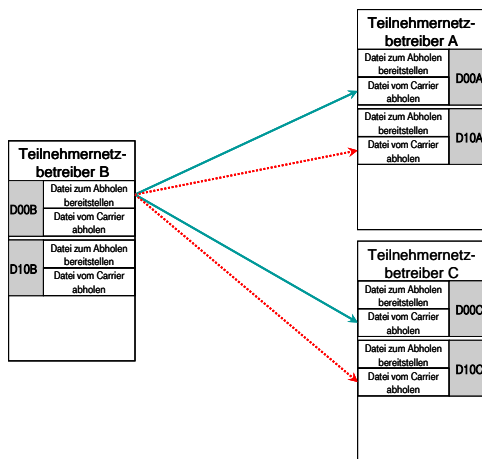 Teilnehmernetz-
betreiber A
Datei zum Abholen
bereitstellen
Datei vom Carrier
abholen
D00A
Datei zum Abholen
bereitstellen
Datei vom Carrier
abholen
D10A
Teilnehmernetz-
betreiber B
D00B
Datei zum Abholen
bereitstellen
Datei vom Carrier
abholen
D10B
Datei zum Abholen
bereitstellen
Datei vom Carrier
abholen
Teilnehmernetz-
betreiber C
Datei zum Abholen
bereitstellen
Datei vom Carrier
abholen
D00C
Datei zum Abholen
bereitstellen
Datei vom Carrier
abholen
D10C